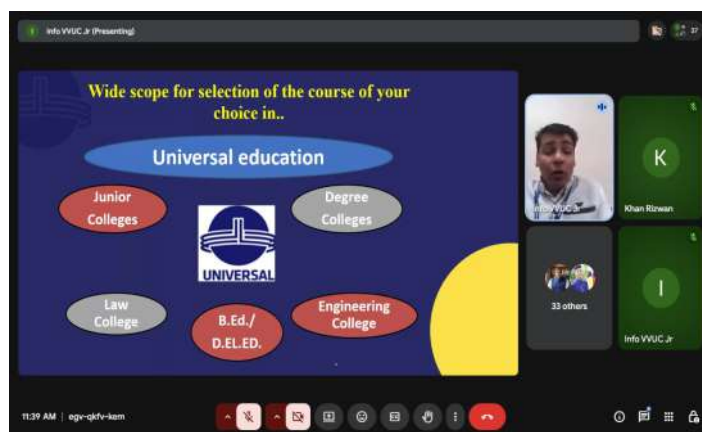 Info VVUC Jr (Presenting)
37
Wide scope for selection of the course of your
choice in..
Universal education
Junior
Colleges
Degree
Colleges
UNIVERSAL
Law
College
B.Ed./
D.EL.ED.
Engineering
College
Info VVUC Jr
K
Khan Rizwan
33 others
I
Info VVUC Jr
11:39 AM | egv-qkfv-kem